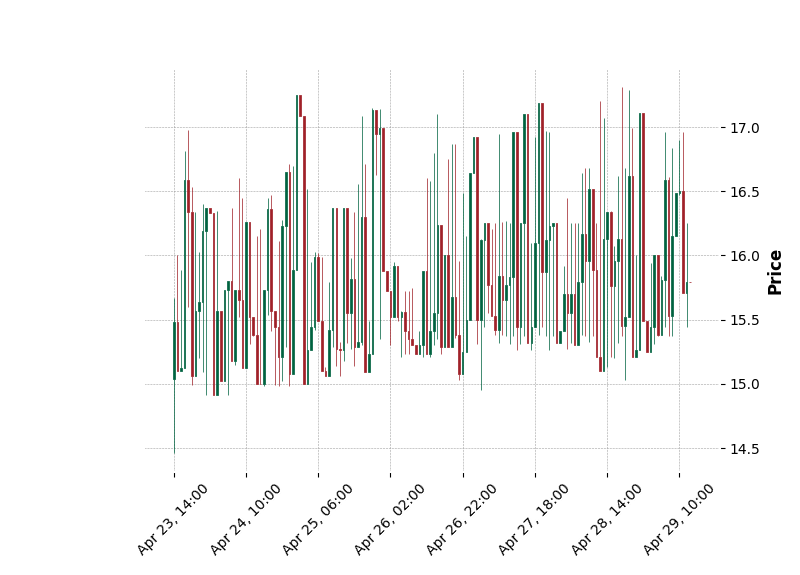 17.0
16.5
16.0
15.5
15.0
14.5
Price
Apr 23, 14:00
Apr 24, 10:00
Apr 25, 06:00
Apr 26, 02:00
Apr 26, 22:00
Apr 27, 18:00
Apr 28, 14:00
Apr 29, 10:00